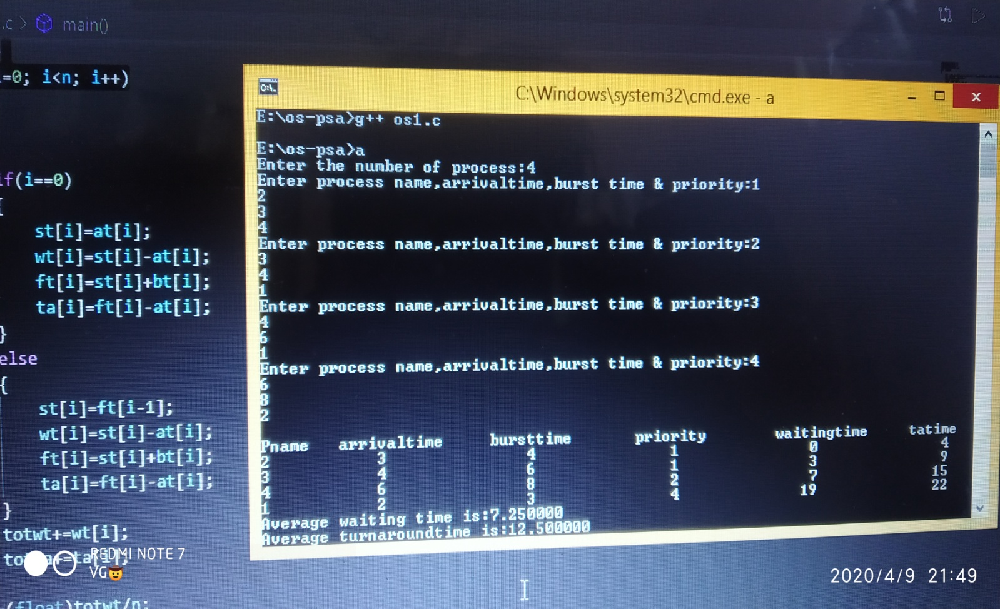 .c > main()
=0; i<n; i++)
if(i==0)
{
st[i]=at[i];
wt[i]=st[i]-at[i];
ft[i]=st[i]+bt[i];
ta[i]=ft[i]-at[i];
}
else
{
st[i]=ft[i-1];
wt[i]=st[i]-at[i];
ft[i]=st[i]+bt[i];
ta[i]=ft[i]-at[i];
}
totwt+=wt[i];
(float)totwt/n;
C:\Windows\system32\cmd.exe - a
E:\os-psa>g++ os1.c
E:\os-psa>a
Enter the number of process:4
Enter process name,arrivaltime,burst time & priority:1
2
3
4
Enter process name,arrivaltime,burst time & priority:2
3
4
1
Enter process name,arrivaltime,burst time & priority:3
4
6
1
Enter process name,arrivaltime,burst time & priority:4
6
8
2
Pname arrivaltime bursttime priority waitingtime tatime
2 3 4 1 0 4
3 4 6 1 3 9
4 6 8 2 7 15
1 2 3 4 19 22
Average waiting time is:7.250000
Average turnaroundtime is:12.500000
REDMI NOTE 7
VG🤠
2020/4/9 21:49